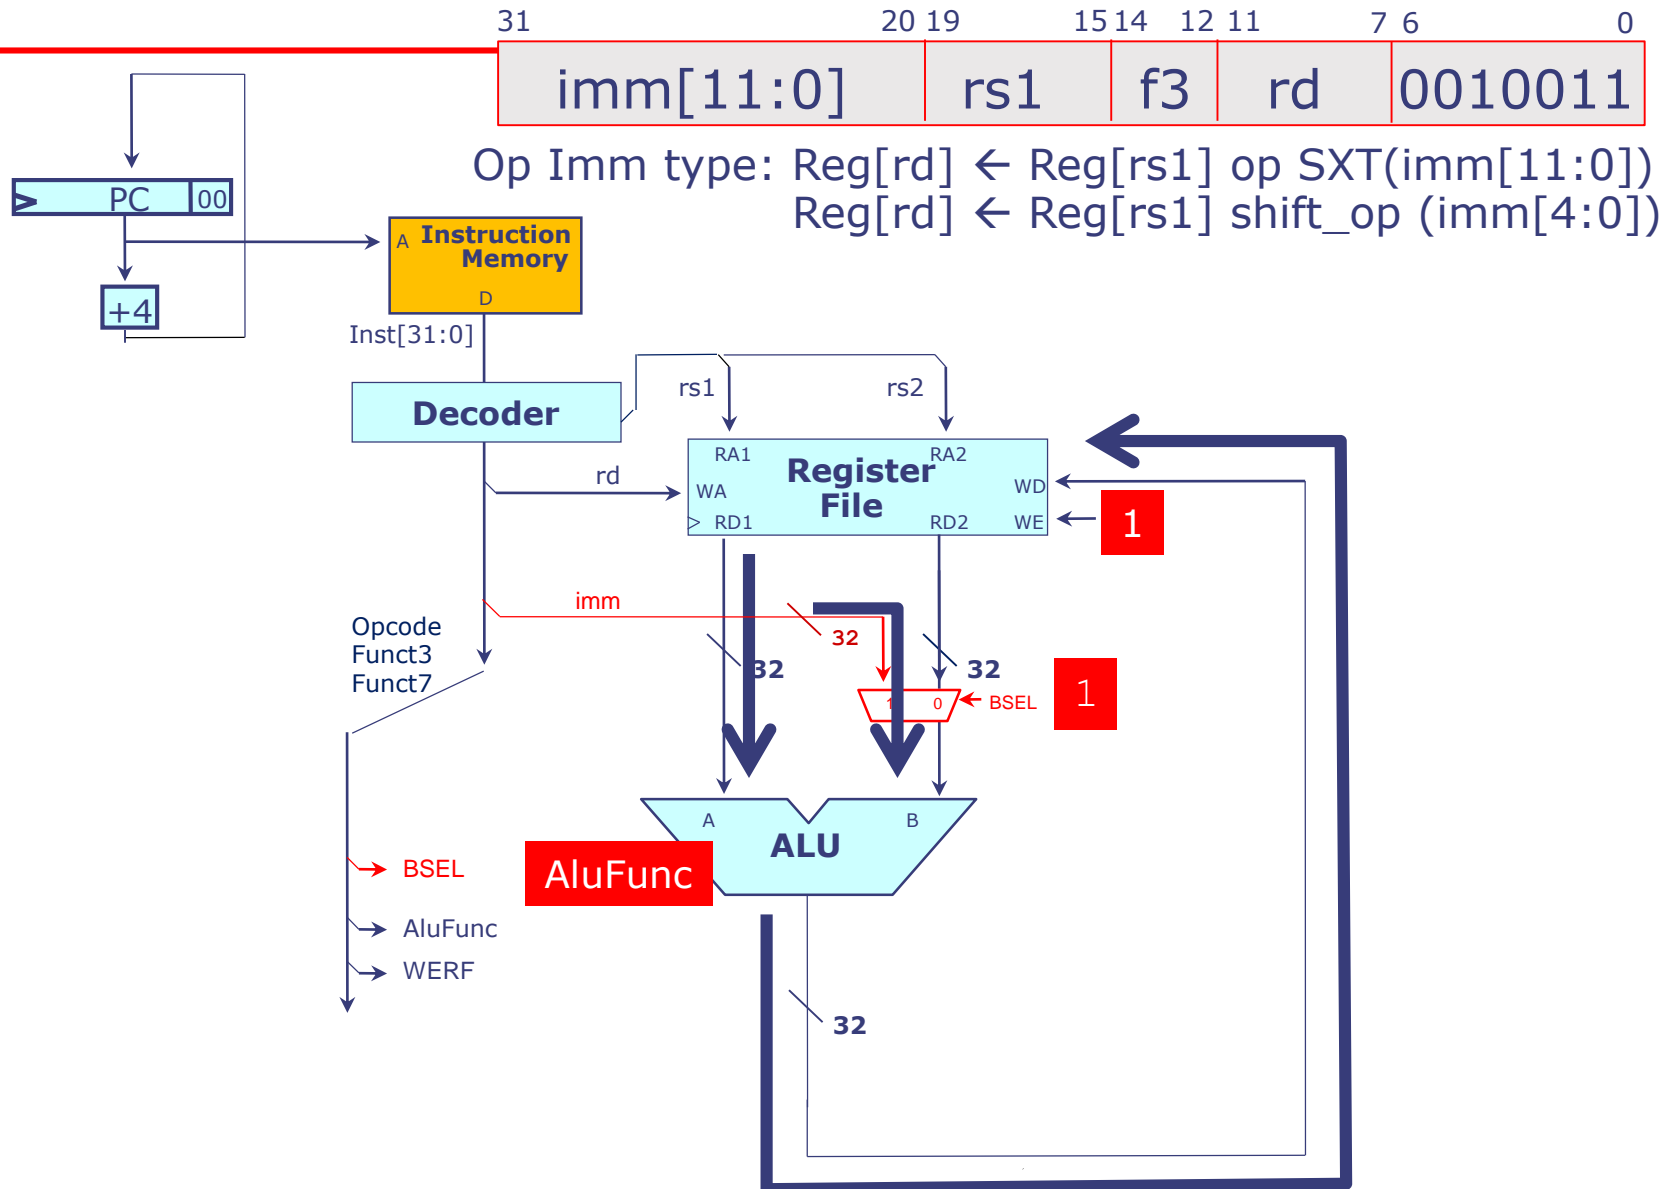 31 20 19 15 14 12 11 7 6 0
imm[11:0] rs1 f3 rd 0010011
Op Imm type: Reg[rd] ← Reg[rs1] op SXT(imm[11:0])
Reg[rd] ← Reg[rs1] shift_op (imm[4:0])
PC 00
+4
A Instruction
Memory
D
Inst[31:0]
Decoder
rs1 rs2
rd
RA1 RA2
Register
File
WA WD
RD1 RD2 WE
1
imm
32
32
32
Opcode
Funct3
Funct7
1 0
BSEL
1
A B
ALU
AluFunc
BSEL
AluFunc
WERF
32